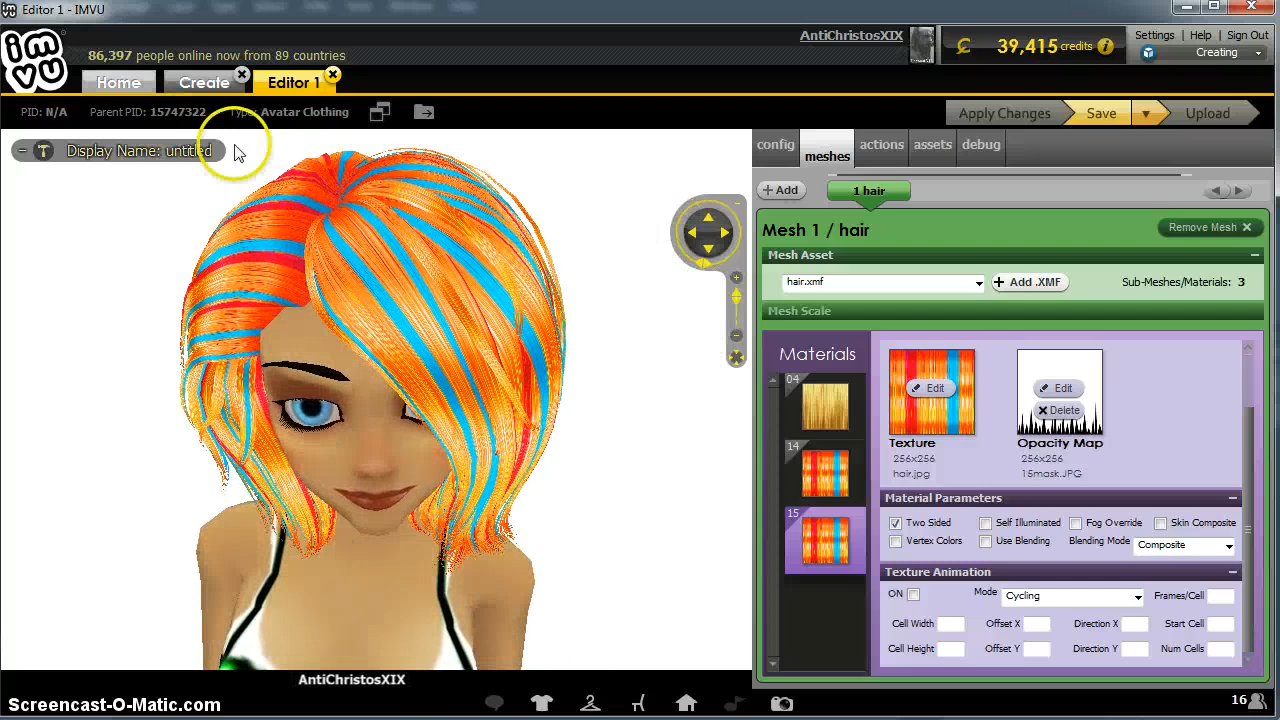 Editor 1 - IMVU
imvu
86,397 people online now from 89 countries
AntiChristosXIX
39,415 credits
Settings | Help | Sign Out
Creating
Home
Create
Editor 1
PID: N/A
Parent PID: 15747322
Type: Avatar Clothing
Apply Changes
Save
Upload
Display Name: untitled
config
meshes
actions
assets
debug
+ Add
1 hair
Mesh 1 / hair
Remove Mesh
Mesh Asset
hair.xmf
+ Add .XMF
Sub-Meshes/Materials: 3
Mesh Scale
Materials
04
14
15
Edit
Edit
Delete
Texture
256x256
hair.jpg
Opacity Map
256x256
15mask.JPG
Material Parameters
Two Sided
Self Illuminated
Fog Override
Skin Composite
Vertex Colors
Use Blending
Blending Mode
Composite
Texture Animation
ON
Mode
Cycling
Frames/Cell
Cell Width
Offset X
Direction X
Start Cell
Cell Height
Offset Y
Direction Y
Num Cells
AntiChristosXIX
Screencast-O-Matic.com
16